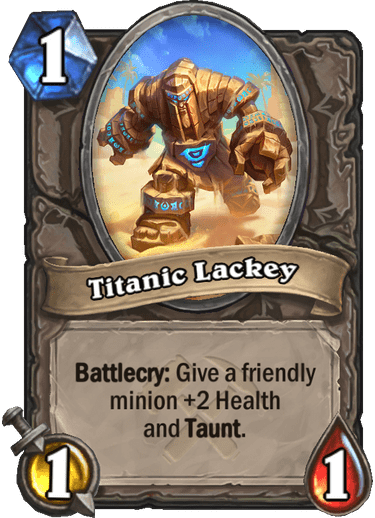 1
Titanic Lackey
Battlecry: Give a friendly
minion +2 Health
and Taunt.
1
1